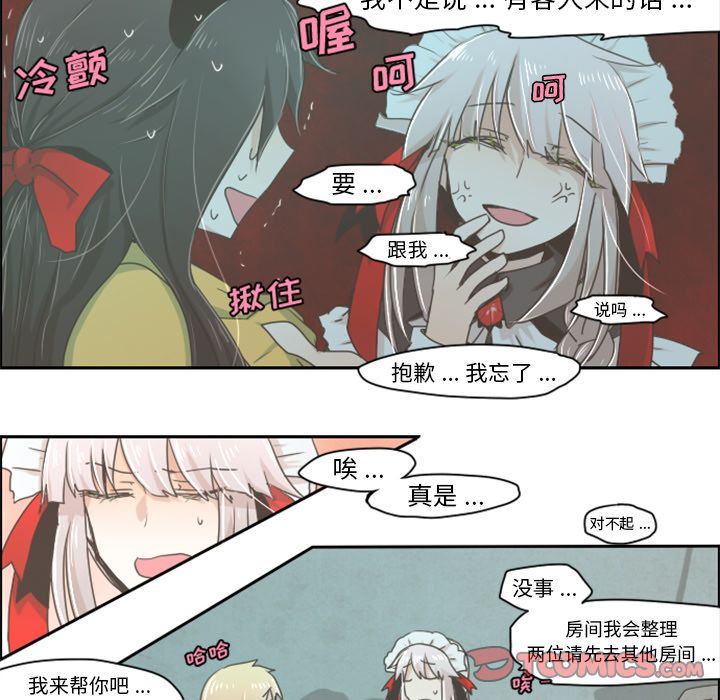 我不是说 ... 有客人来的话 ...
喔
冷颤
呵
呵
要 ...
跟我 ...
揪住
说吗 ...
抱歉 ... 我忘了 ...
唉 ...
真是 ...
对不起 ...
没事 ...
房间我会整理
两位请先去其他房间 ...
哈哈
唉
我来帮你吧 ...
TOOMICS.COM